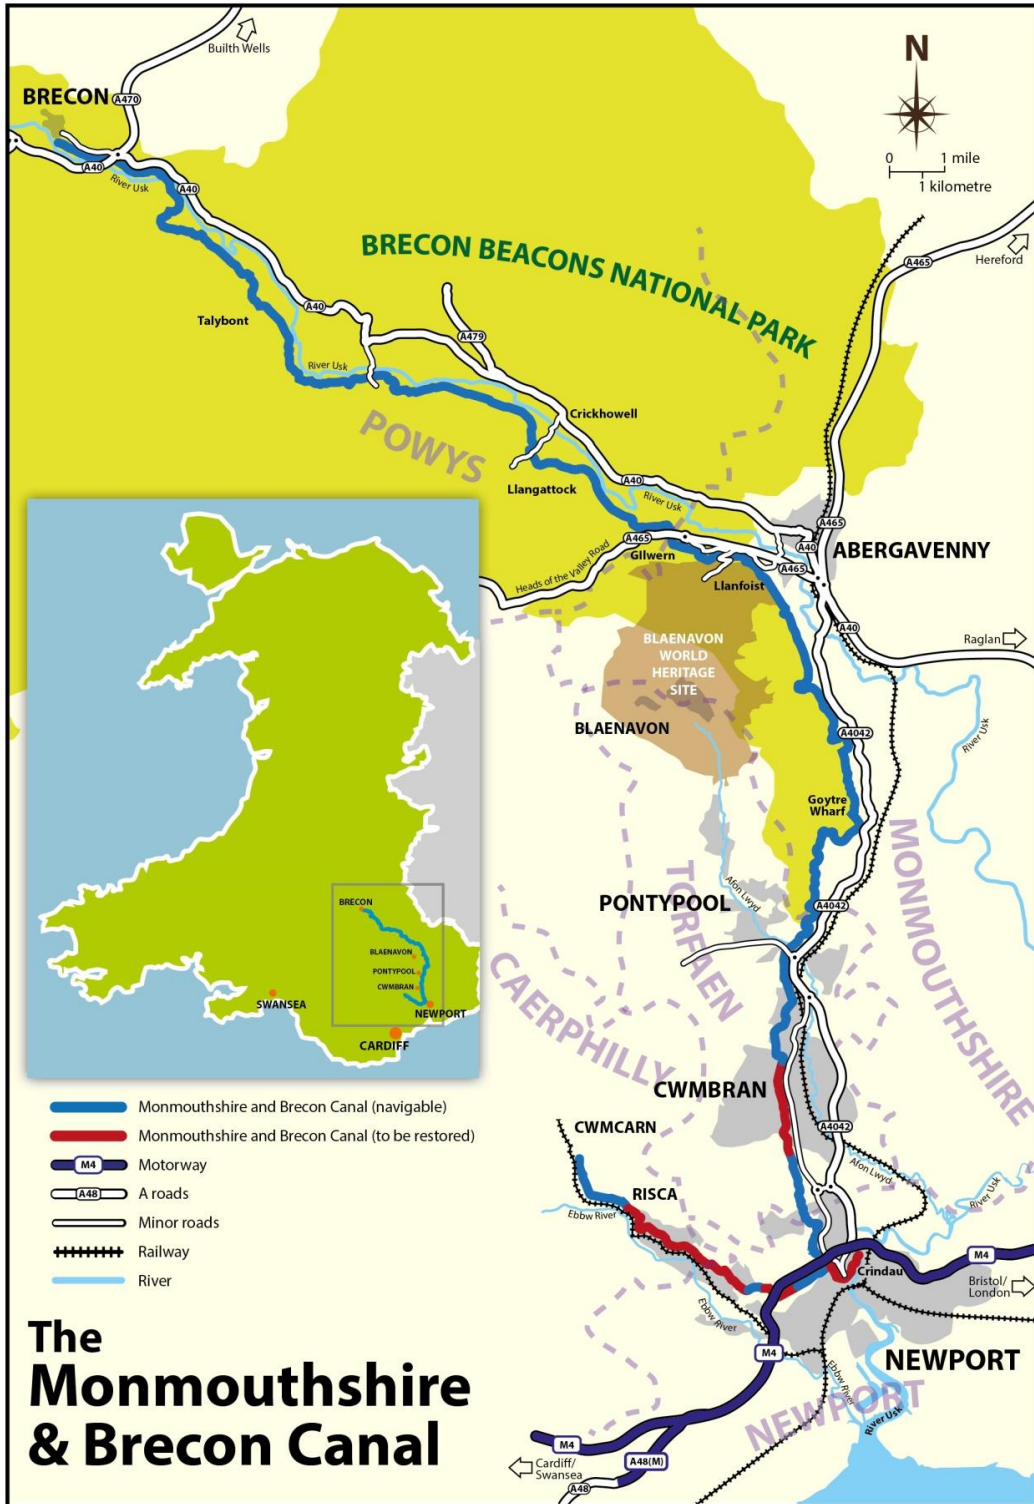 Builth Wells
BRECON
A470
N
0 1 mile
1 kilometre
A40
River Usk
A40
BRECON BEACONS NATIONAL PARK
A465
Hereford
Talybont
A40
A479
River Usk
Crickhowell
POWYS
Llangattock
A40
River Usk
A465
A465
GIlwern
A40
ABERGAVENNY
Heads of the Valley Road
A465
Llanfoist
A40
Raglan
BLAENAVON
WORLD
HERITAGE
SITE
BLAENAVON
A4042
River Usk
Goytre
Wharf
MONMOUTHSHIRE
TORFAEN
PONTYPOOL
Afon Lwyd
A4042
CAERPHILLY
BRECON
BLAENAVON
PONTYPOOL
CWMBRAN
SWANSEA
NEWPORT
CARDIFF
CWMBRAN
A4042
Monmouthshire and Brecon Canal (navigable)
Monmouthshire and Brecon Canal (to be restored)
M4 Motorway
A48 A roads
Minor roads
Railway
River
CWMCARN
RISCA
Ebbw River
Afon Lwyd
River Usk
M4
Crindau
Bristol/
London
Ebbw River
M4
NEWPORT
Ebbw River
NEWPORT
River Usk
M4
A48(M)
Cardiff/
Swansea
A48
The
Monmouthshire
& Brecon Canal